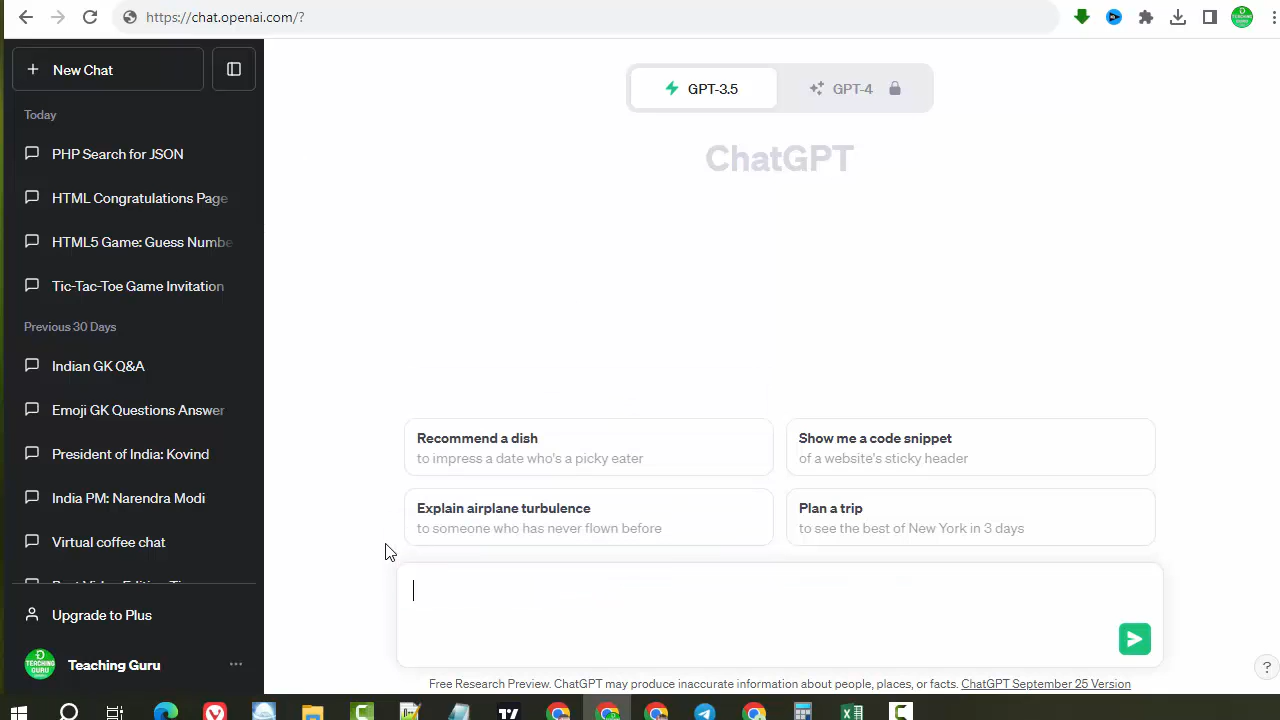 https://chat.openai.com/?
New Chat
Today
PHP Search for JSON
HTML Congratulations Page
HTML5 Game: Guess Numbe
Tic-Tac-Toe Game Invitation
Previous 30 Days
Indian GK Q&A
Emoji GK Questions Answer
President of India: Kovind
India PM: Narendra Modi
Virtual coffee chat
Upgrade to Plus
Teaching Guru
GPT-3.5
GPT-4
ChatGPT
Recommend a dish
to impress a date who's a picky eater
Show me a code snippet
of a website's sticky header
Explain airplane turbulence
to someone who has never flown before
Plan a trip
to see the best of New York in 3 days
Free Research Preview. ChatGPT may produce inaccurate information about people, places, or facts. ChatGPT September 25 Version
?